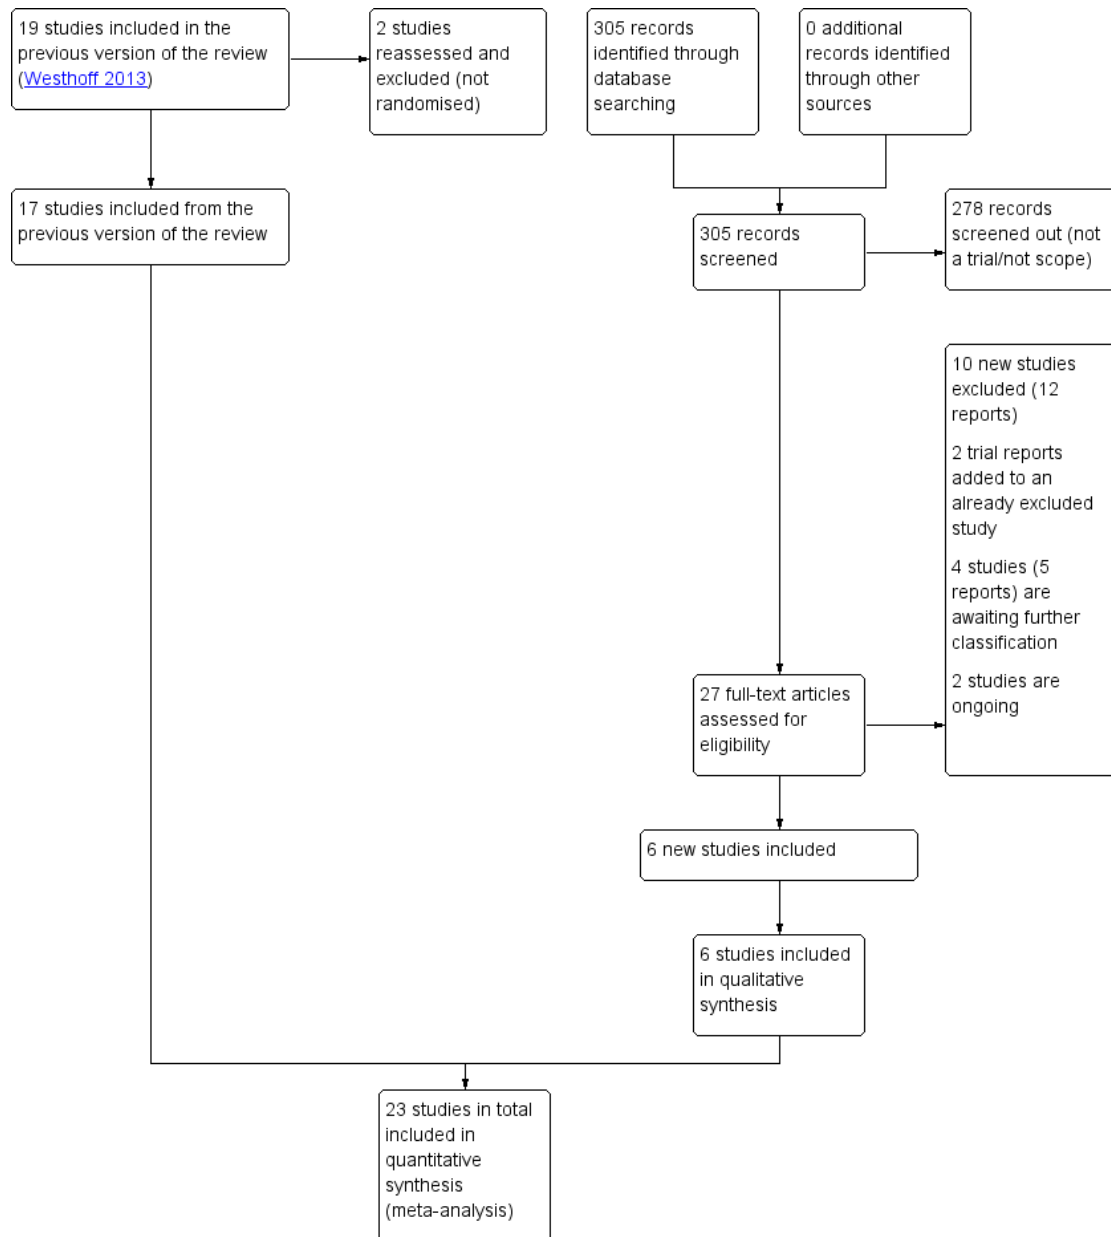 19 studies included in the
previous version of the review
(Westhoff 2013)
2 studies
reassessed and
excluded (not
randomised)
305 records
identified through
database
searching
0 additional
records identified
through other
sources
17 studies included from the
previous version of the review
305 records
screened
278 records
screened out (not
a trial/not scope)
10 new studies
excluded (12
reports)
2 trial reports
added to an
already excluded
study
4 studies (5
reports) are
awaiting further
classification
2 studies are
ongoing
27 full-text articles
assessed for
eligibility
6 new studies included
6 studies included
in qualitative
synthesis
23 studies in total
included in
quantitative
synthesis
(meta-analysis)